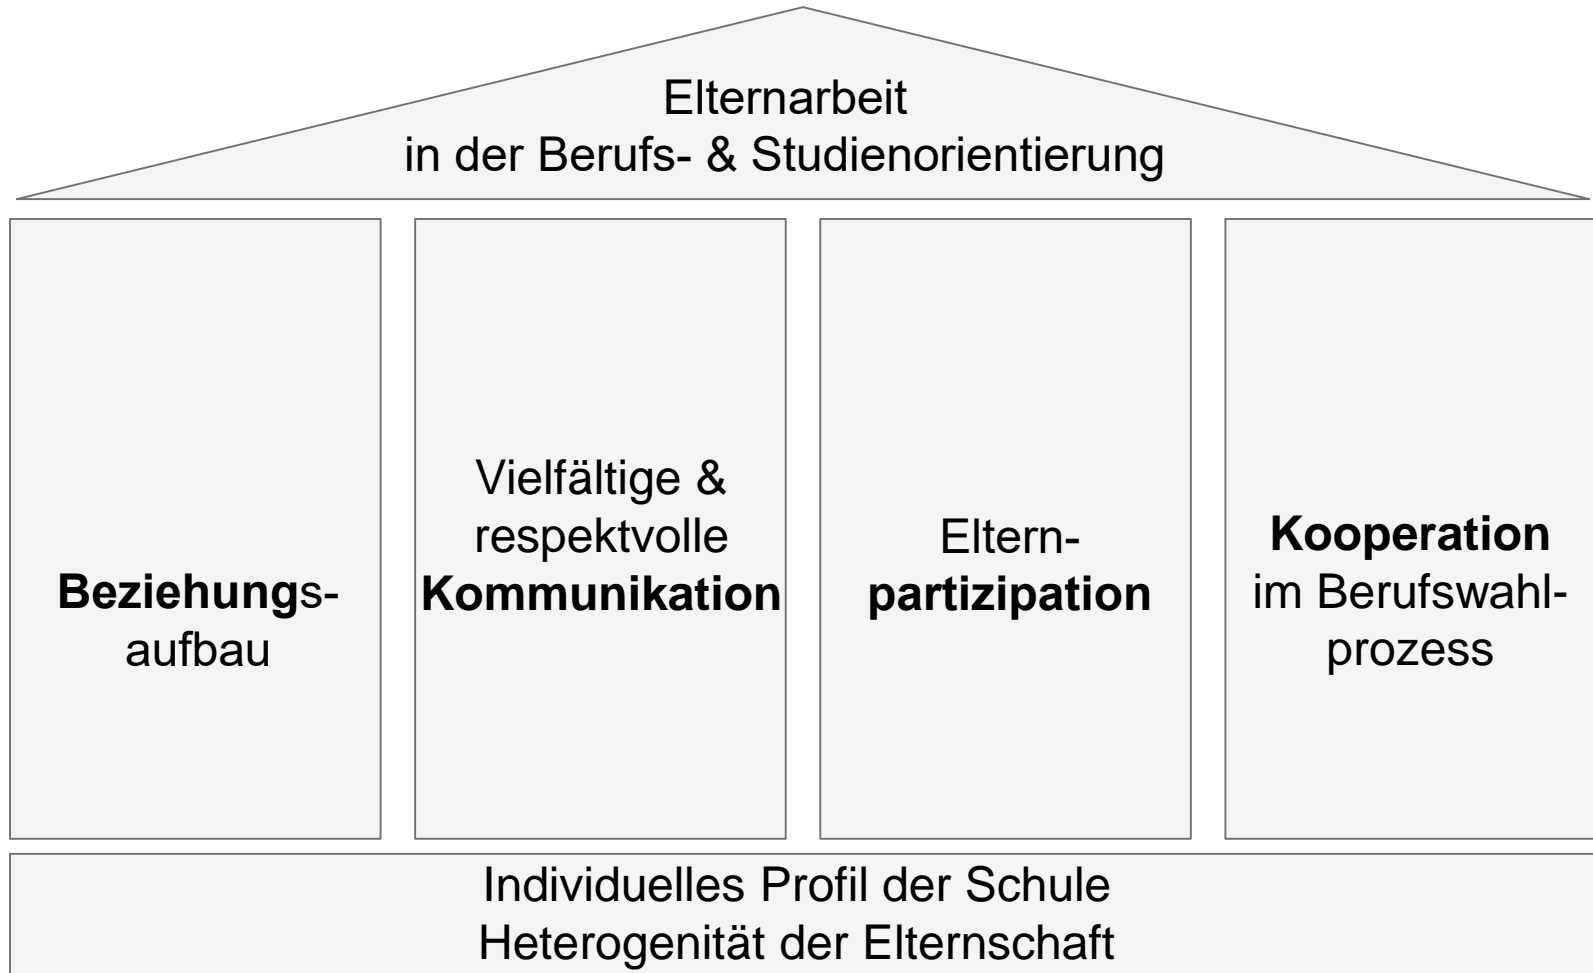 Elternarbeit
in der Berufs- & Studienorientierung
Beziehungs-
aufbau
Vielfältige &
respektvolle
Kommunikation
Eltern-
partizipation
Kooperation
im Berufswahl-
prozess
Individuelles Profil der Schule
Heterogenität der Elternschaft